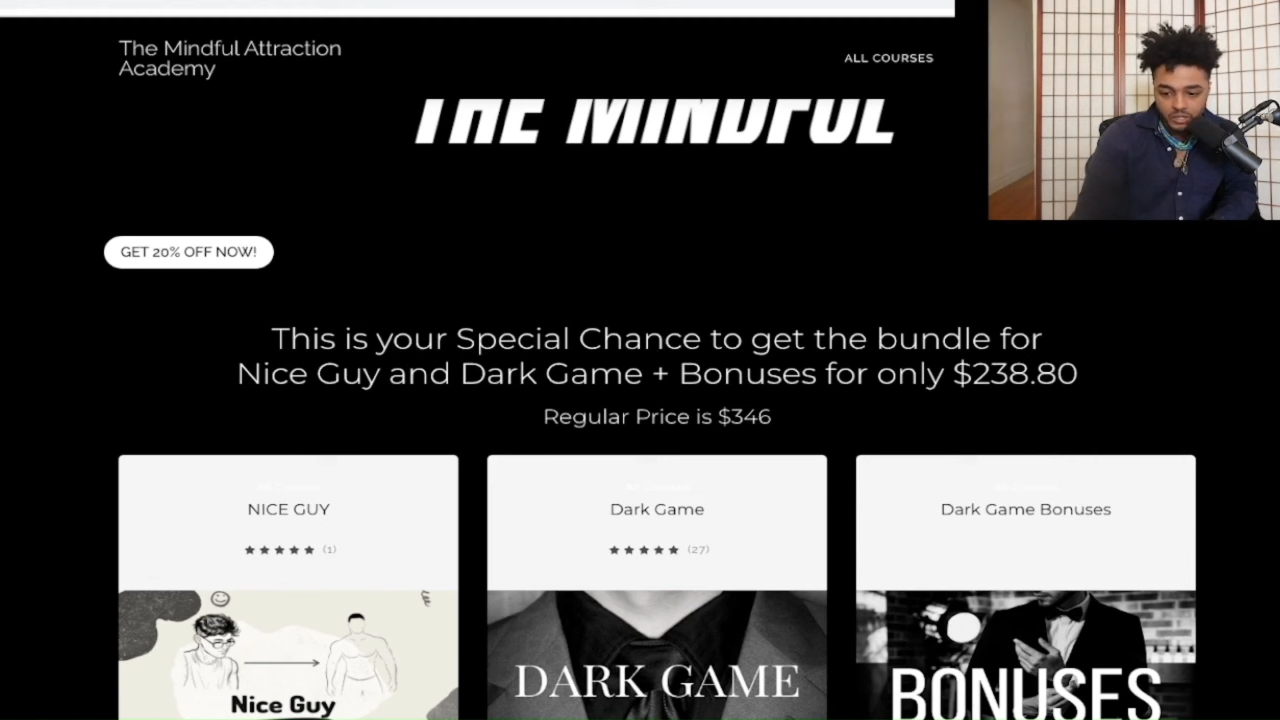 The Mindful Attraction
Academy
ALL COURSES
THE MINDFUL
GET 20% OFF NOW!
This is your Special Chance to get the bundle for
Nice Guy and Dark Game + Bonuses for only $238.80
Regular Price is $346
NICE GUY
(1)
Dark Game
(27)
Dark Game Bonuses
Nice Guy
DARK GAME
BONUSES